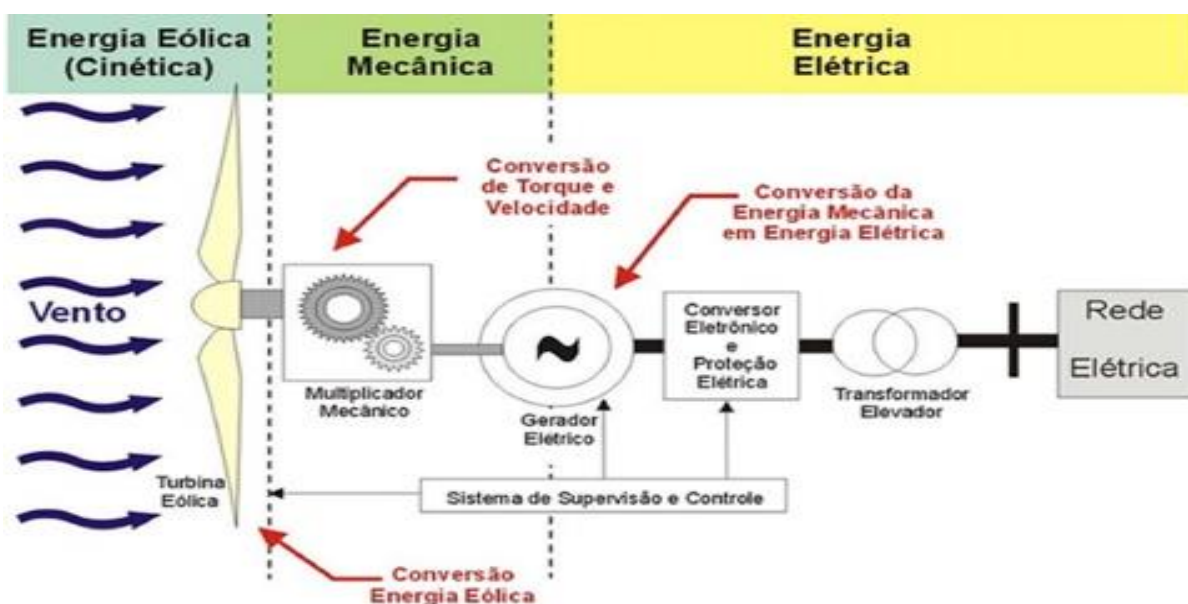 Energia Eólica
(Cinética)
Energia
Mecânica
Energia
Elétrica
Conversão
de Torque e
Velocidade
Conversão da
Energia Mecânica
em Energia Elétrica
Vento
Multiplicador
Mecânico
Gerador
Elétrico
Conversor
Eletrônico
e
Proteção
Elétrica
Transformador
Elevador
Rede
Elétrica
Turbina
Eólica
Sistema de Supervisão e Controle
Conversão
Energia Eólica